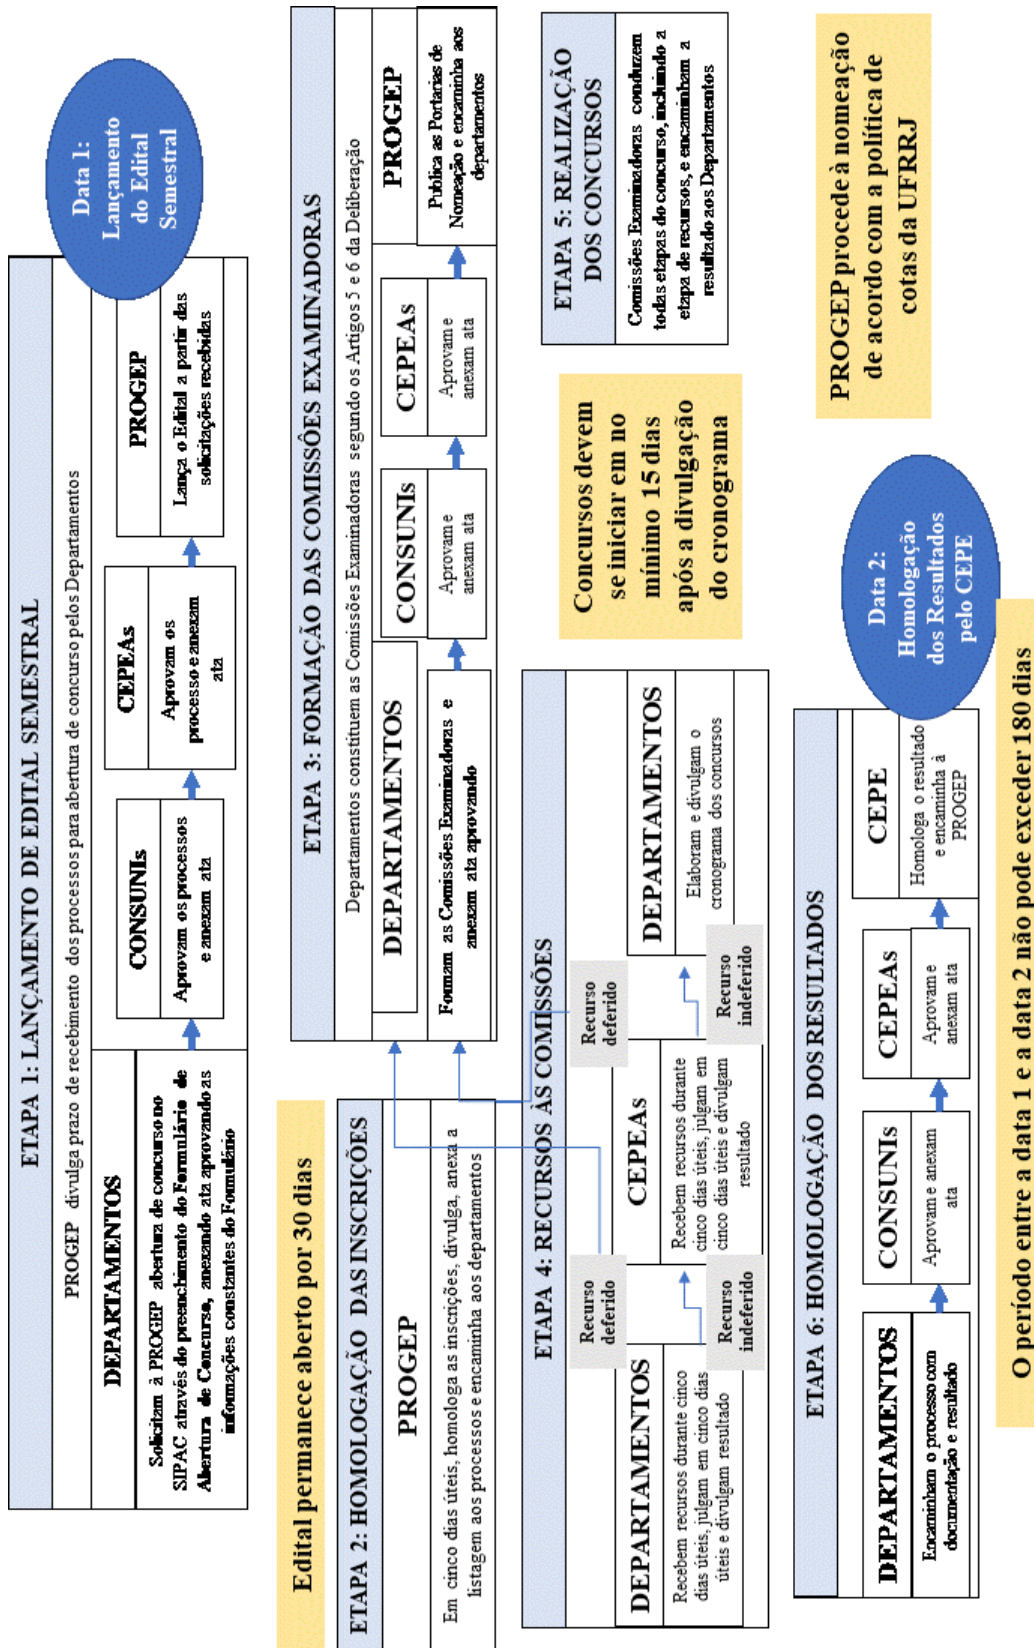 ETAPA 1: LANÇAMENTO DE EDITAL SEMESTRAL
PROGEP divulga prazo de recebimento dos processos para abertura de concurso pelos Departamentos
DEPARTAMENTOS
Solicitam à PROGEP abertura de concurso no
SIPAC através do preenchimento do Formulário de
Abertura de Concurso, anexando ata aprovando as
informações constantes do Formulário
CONSUNIs
Aprovam os processos
e anexam ata
CEPEAs
Aprovam os
processo e anexam
ata
PROGEP
Lança o Edital a partir das
solicitações recebidas
Data 1:
Lançamento
do Edital
Semestral
Edital permanece aberto por 30 dias
ETAPA 2: HOMOLOGAÇÃO DAS INSCRIÇÕES
PROGEP
Em cinco dias úteis, homologa as inscrições, divulga, anexa a
listagem aos processos e encaminha aos departamentos
ETAPA 3: FORMAÇÃO DAS COMISSÕES EXAMINADORAS
Departamentos constituem as Comissões Examinadoras segundo os Artigos 5 e 6 da Deliberação
DEPARTAMENTOS
Formam as Comissões Examinadoras e
anexam ata aprovando
CONSUNIs
Aprovam e
anexam ata
CEPEAs
Aprovam e
anexam ata
PROGEP
Publica as Portarias de
Nomeação e encaminha aos
departamentos
ETAPA 4: RECURSOS ÀS COMISSÕES
DEPARTAMENTOS
Recebem recursos durante cinco
dias úteis, julgam em cinco dias
úteis e divulgam resultado
Recurso
deferido
Recurso
indeferido
CEPEAs
Recebem recursos durante
cinco dias úteis, julgam em
cinco dias úteis e divulgam
resultado
Recurso
deferido
Recurso
indeferido
DEPARTAMENTOS
Elaboram e divulgam o
cronograma dos concursos
Concursos devem
se iniciar em no
mínimo 15 dias
após a divulgação
do cronograma
ETAPA 5: REALIZAÇÃO
DOS CONCURSOS
Comissões Examinadoras conduzem
todas etapas do concurso, incluindo a
etapa de recursos, e encaminham a
resultado aos Departamentos
ETAPA 6: HOMOLOGAÇÃO DOS RESULTADOS
DEPARTAMENTOS
Encaminham o processo com
documentação e resultado
CONSUNIs
Aprovam e anexam
ata
CEPEAs
Aprovam e
anexam ata
CEPE
Homologa o resultado
e encaminha à
PROGEP
Data 2:
Homologação
dos Resultados
pelo CEPE
PROGEP procede à nomeação
de acordo com a política de
cotas da UFRRJ
O período entre a data 1 e a data 2 não pode exceder 180 dias